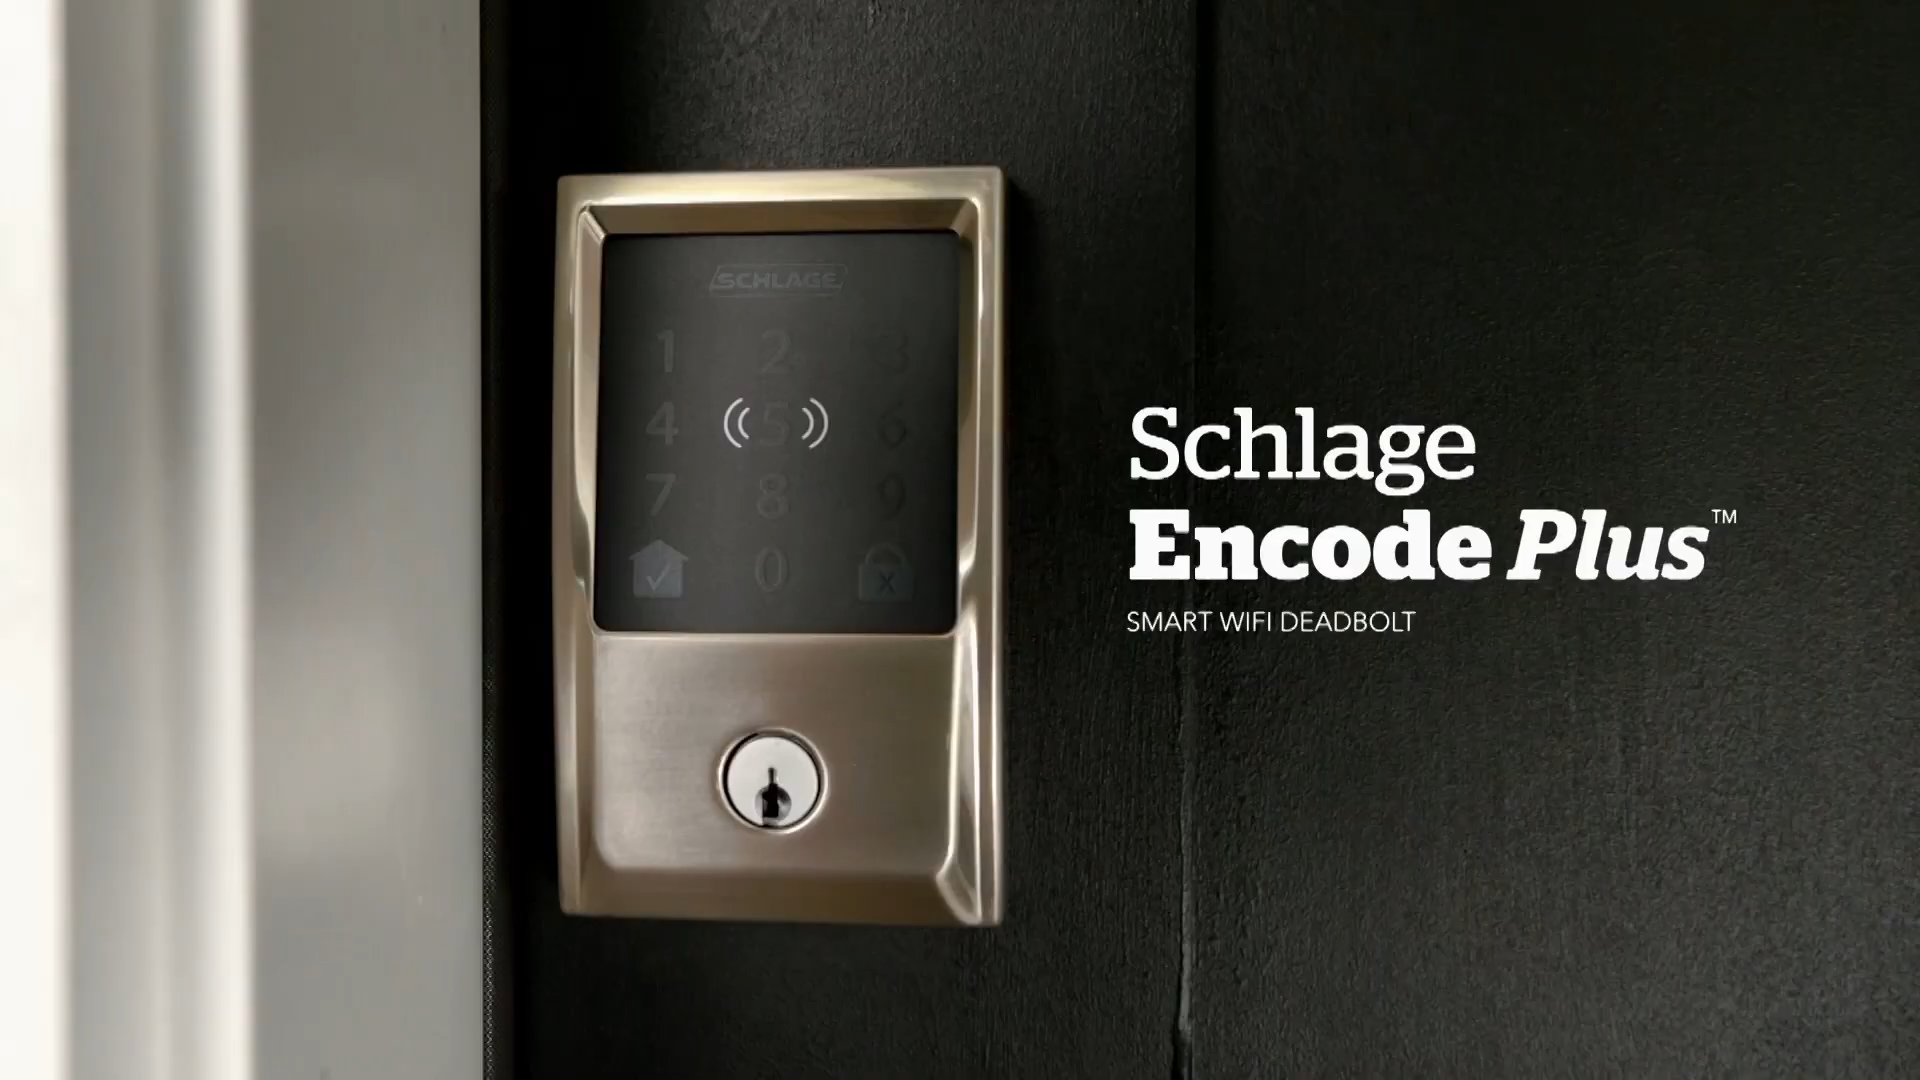 SCHLAGE
1 2 3
4 5 6
7 8 9
0
Schlage
Encode Plus™
SMART WIFI DEADBOLT